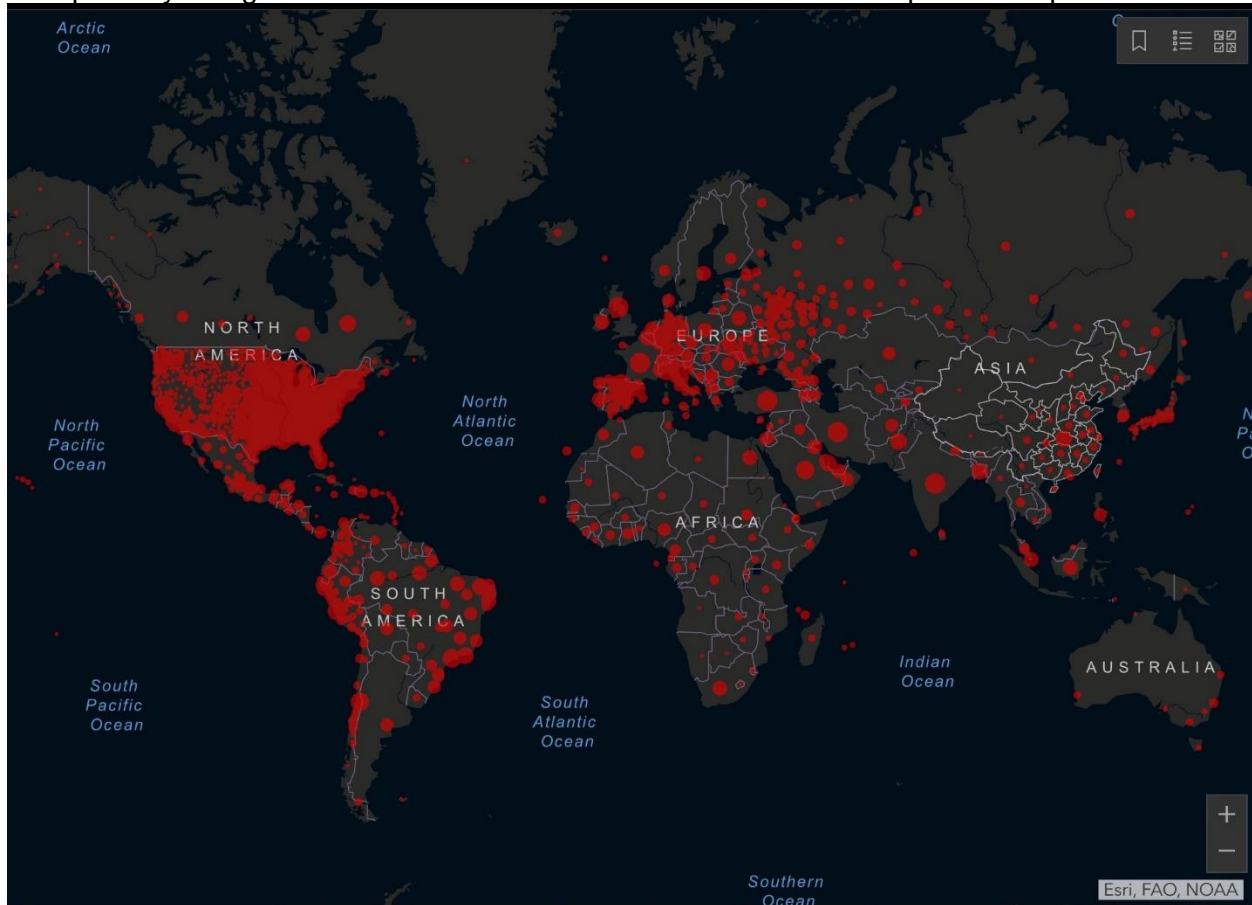 Arctic
Ocean
NORTH
AMERICA
EUROPE
ASIA
North
Pacific
Ocean
North
Atlantic
Ocean
AFRICA
SOUTH
AMERICA
Indian
Ocean
AUSTRALIA
South
Pacific
Ocean
South
Atlantic
Ocean
+
−
Southern
Ocean
Esri, FAO, NOAA